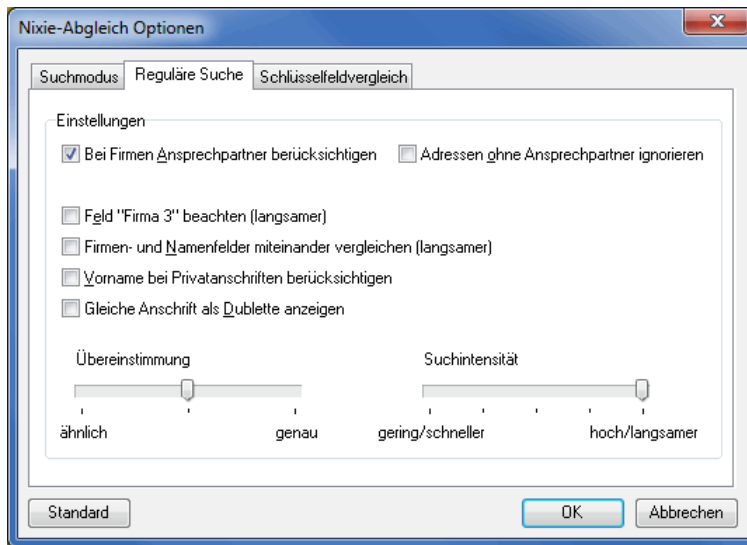 Nixie-Abgleich Optionen
Suchmodus Reguläre Suche Schlüsselfeldvergleich
Einstellungen
Bei Firmen Ansprechpartner berücksichtigen Adressen ohne Ansprechpartner ignorieren
Feld "Firma 3" beachten (langsamer)
Firmen- und Namenfelder miteinander vergleichen (langsamer)
Vorname bei Privatanschriften berücksichtigen
Gleiche Anschrift als Dublette anzeigen
Übereinstimmung Suchintensität
ähnlich genau gering/schneller hoch/langsamer
Standard OK Abbrechen